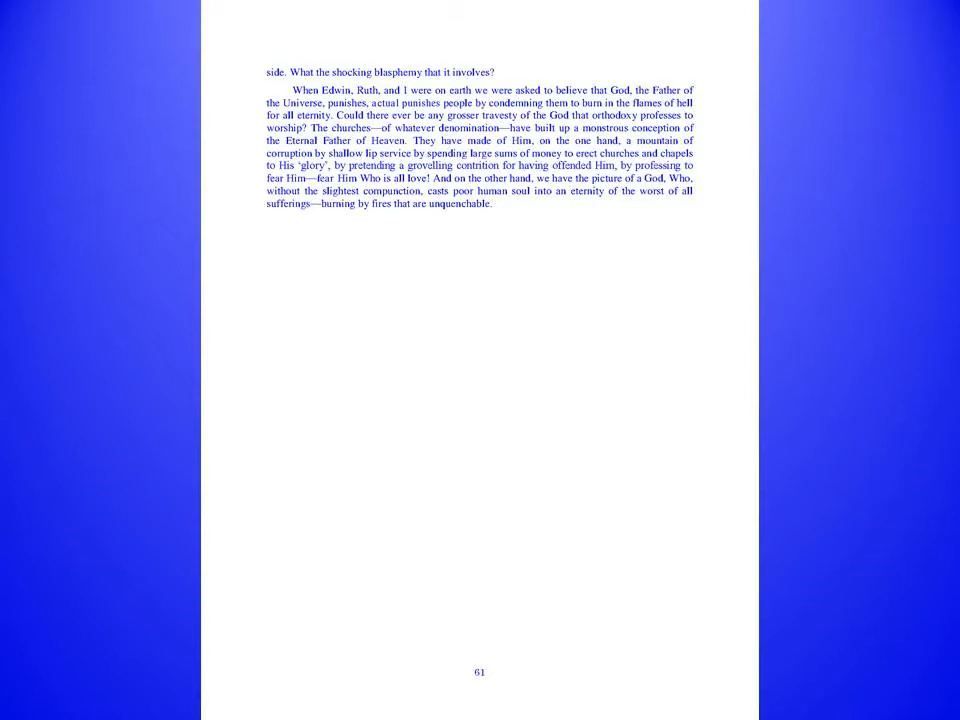 side. What the shocking blasphemy that it involves?
When Edwin, Ruth, and I were on earth we were asked to believe that God, the Father of
the Universe, punishes, actual punishes people by condemning them to burn in the flames of hell
for all eternity. Could there ever be any grosser travesty of the God that orthodoxy professes to
worship? The churches—of whatever denomination—have built up a monstrous conception of
the Eternal Father of Heaven. They have made of Him, on the one hand, a mountain of
corruption by shallow lip service by spending large sums of money to erect churches and chapels
to His ‘glory’, by pretending a grovelling contrition for having offended Him, by professing to
fear Him—fear Him Who is all love! And on the other hand, we have the picture of a God, Who,
without the slightest compunction, casts poor human soul into an eternity of the worst of all
sufferings—burning by fires that are unquenchable.
61